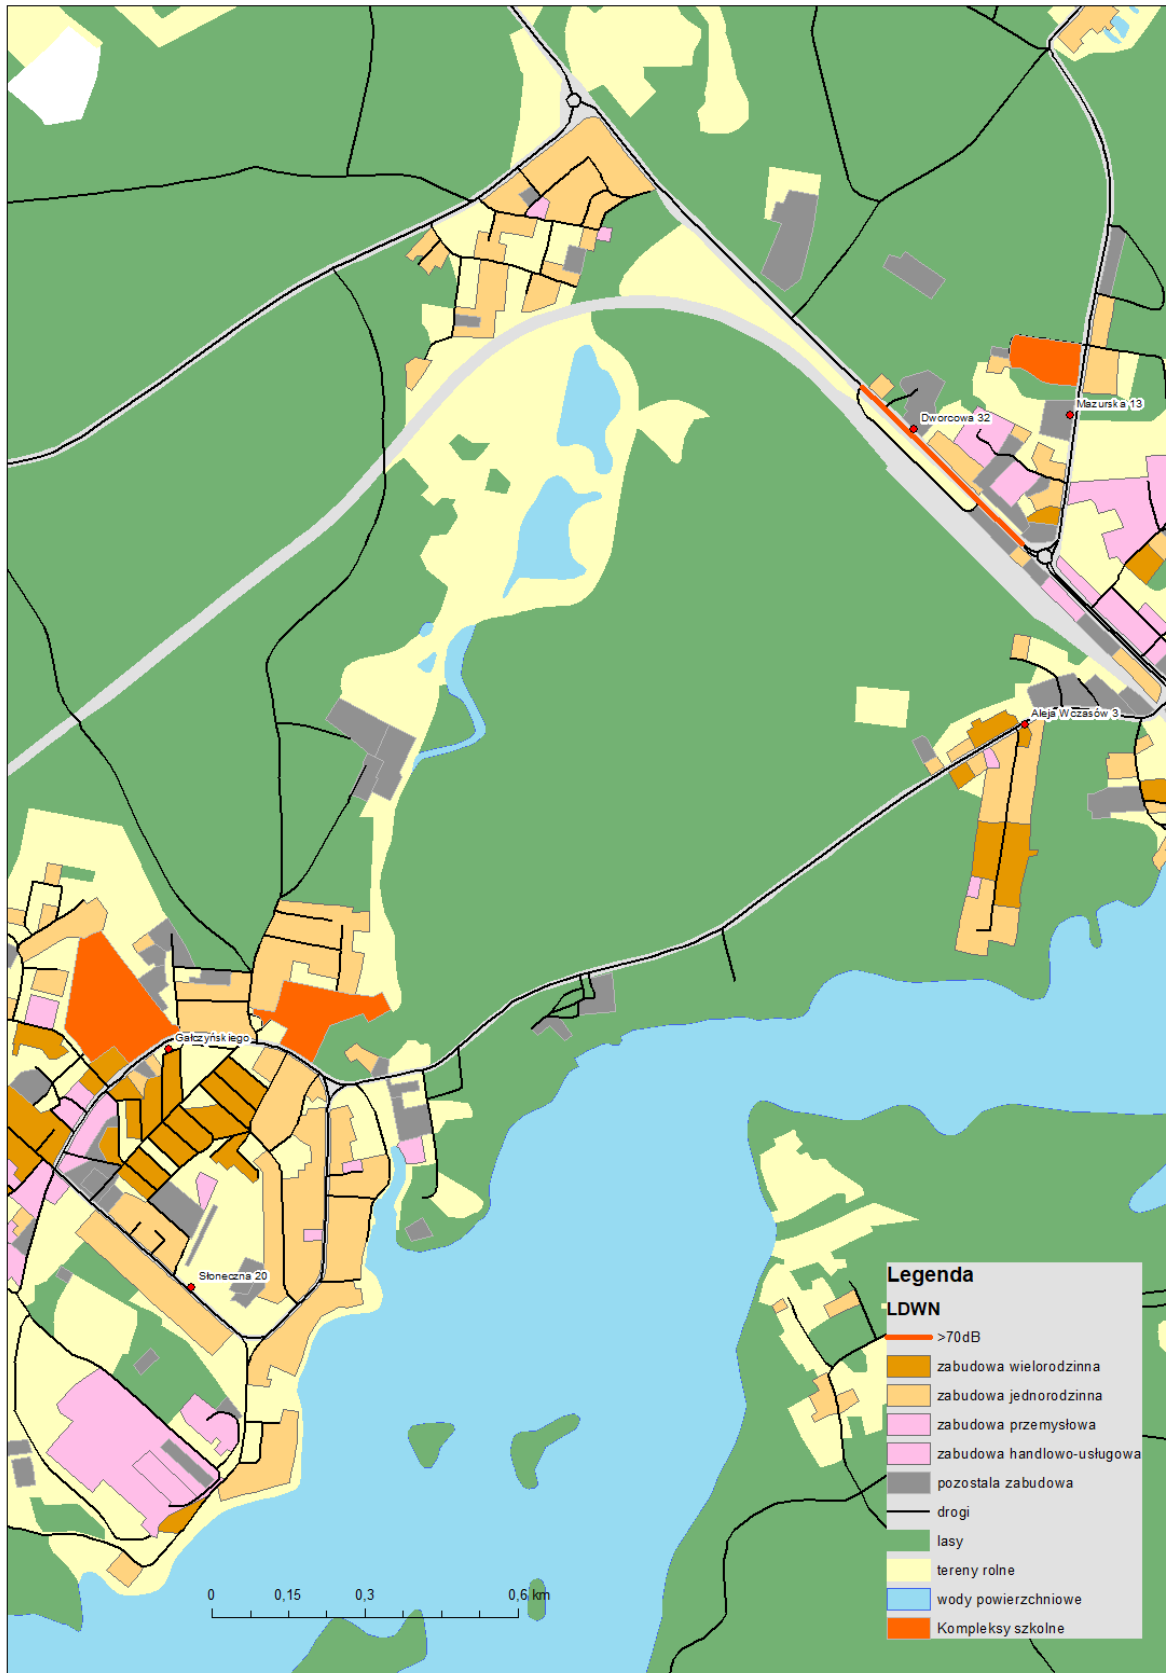 Dworcowa 32
Mazurska 13
Aleja Wczasów 3
Gałczyńskiego
Słoneczna 20
Legenda
LDWN
>70dB
zabudowa wielorodzinna
zabudowa jednorodzinna
zabudowa przemysłowa
zabudowa handlowo-usługowa
pozostala zabudowa
drogi
lasy
tereny rolne
wody powierzchniowe
Kompleksy szkolne
0 0,15 0,3 0,6 km